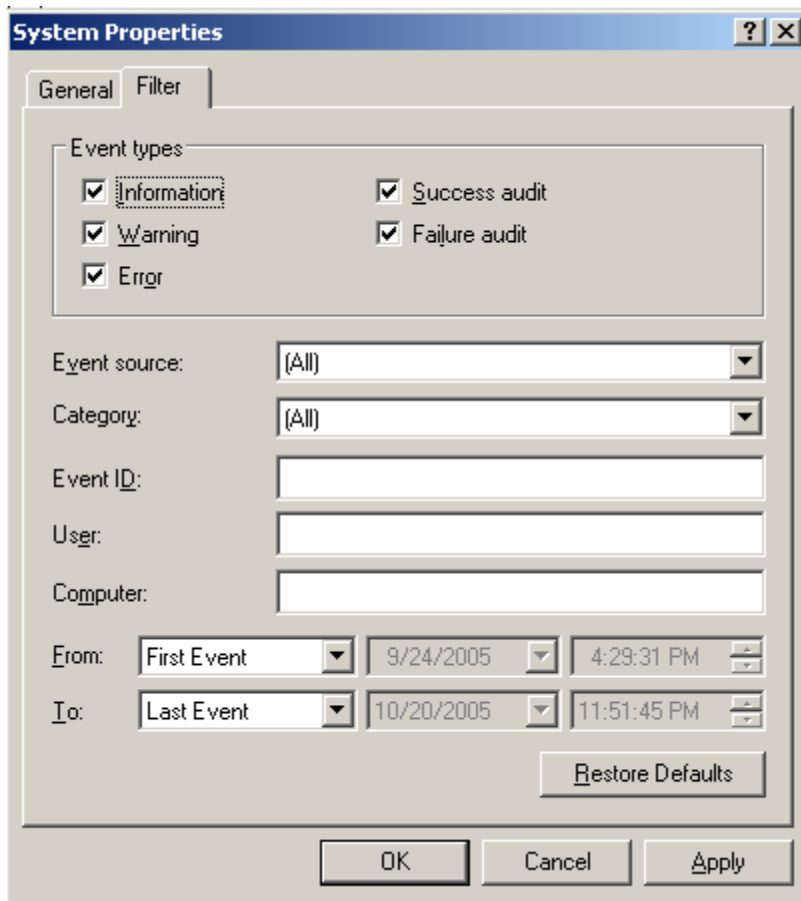 System Properties
General Filter
Event types
Information Success audit
Warning Failure audit
Error
Event source: (All)
Category: (All)
Event ID:
User:
Computer:
From: First Event 9/24/2005 4:29:31 PM
To: Last Event 10/20/2005 11:51:45 PM
Restore Defaults
OK Cancel Apply